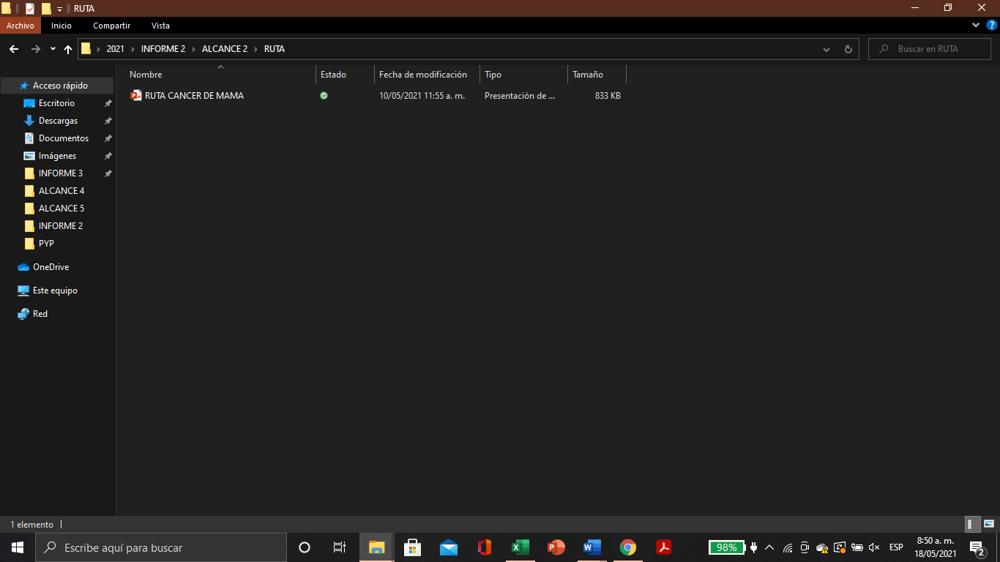 RUTA
Archivo Inicio Compartir Vista
2021 INFORME 2 ALCANCE 2 RUTA
Buscar en RUTA
Nombre Estado Fecha de modificación Tipo Tamaño
RUTA CANCER DE MAMA 10/05/2021 11:55 a. m. Presentación de ... 833 KB
Acceso rápido
Escritorio
Descargas
Documentos
Imágenes
INFORME 3
ALCANCE 4
ALCANCE 5
INFORME 2
PYP
OneDrive
Este equipo
Red
1 elemento
Escribe aquí para buscar
98%
ESP
8:50 a. m.
18/05/2021
2